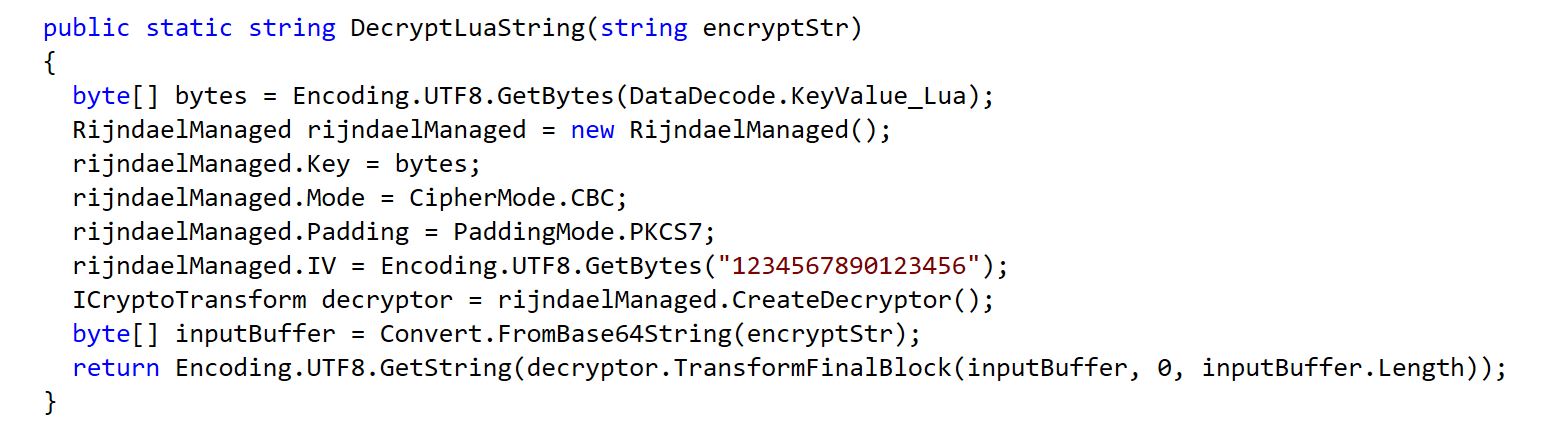 public static string DecryptLuaString(string encryptStr)
{
  byte[] bytes = Encoding.UTF8.GetBytes(DataDecode.KeyValue_Lua);
  RijndaelManaged rijndaelManaged = new RijndaelManaged();
  rijndaelManaged.Key = bytes;
  rijndaelManaged.Mode = CipherMode.CBC;
  rijndaelManaged.Padding = PaddingMode.PKCS7;
  rijndaelManaged.IV = Encoding.UTF8.GetBytes("1234567890123456");
  ICryptoTransform decryptor = rijndaelManaged.CreateDecryptor();
  byte[] inputBuffer = Convert.FromBase64String(encryptStr);
  return Encoding.UTF8.GetString(decryptor.TransformFinalBlock(inputBuffer, 0, inputBuffer.Length));
}